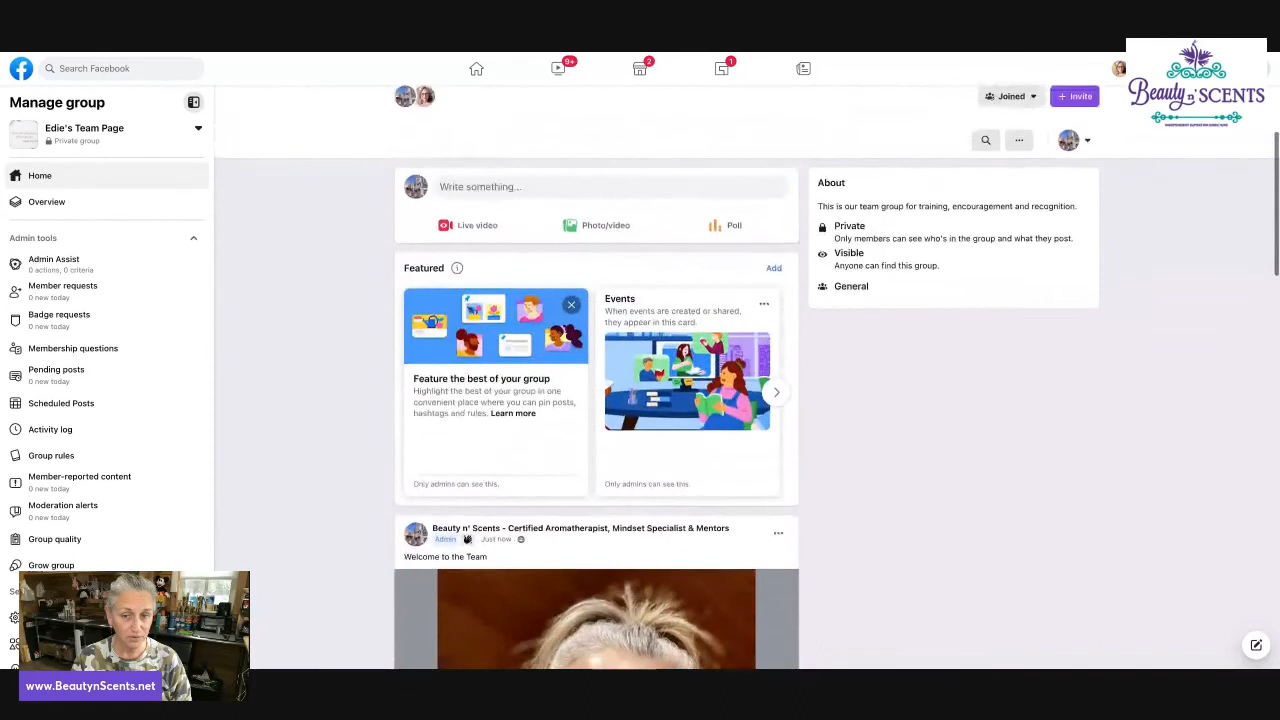 Search Facebook
9+
2
1
Beauty n' SCENTS
Manage group
Edie's Team Page
Private group
Joined
+ Invite
Home
Overview
Admin tools
Admin Assist
0 actions, 0 criteria
Member requests
0 new today
Badge requests
0 new today
Membership questions
Pending posts
0 new today
Scheduled Posts
Activity log
Group rules
Member-reported content
0 new today
Moderation alerts
0 new today
Group quality
Grow group
Write something...
Live video
Photo/video
Poll
Featured
Add
Feature the best of your group
Highlight the best of your group in one
convenient place where you can pin posts,
hashtags and rules. Learn more
Only admins can see this.
Events
When events are created or shared,
they appear in this card.
Only admins can see this.
Beauty n' Scents - Certified Aromatherapist, Mindset Specialist & Mentors
Admin
Just now
Welcome to the Team
About
This is our team group for training, encouragement and recognition.
Private
Only members can see who's in the group and what they post.
Visible
Anyone can find this group.
General
www.BeautynScents.net